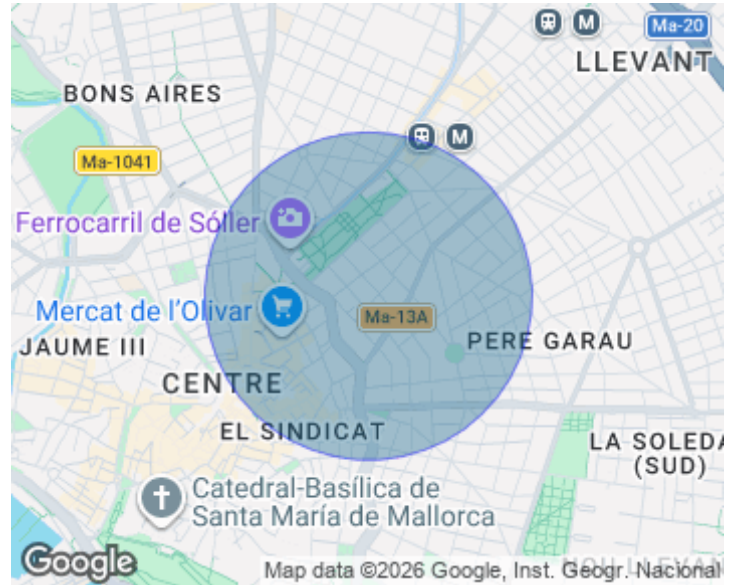 M
Ma-20
LLEVANT
BONS AIRES
M
Ma-1041
Ferrocarril de Sóller
Mercat de l'Olivar
Ma-13A
JAUME III
PERE GARAU
CENTRE
EL SINDICAT
LA SOLEDA
(SUD)
Catedral-Basílica de
Santa María de Mallorca
Google
Map data ©2026 Google, Inst. Geogr. Nacional